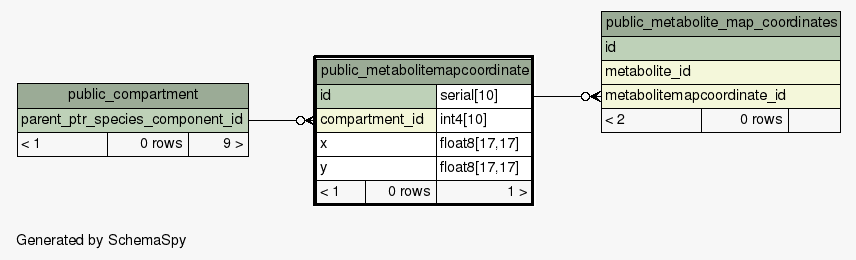 public_metabolite_map_coordinates
id
metabolite_id
metabolitemapcoordinate_id
< 2 0 rows
public_metabolitemapcoordinate
id serial[10]
compartment_id int4[10]
x float8[17,17]
y float8[17,17]
< 1 0 rows 1 >
public_compartment
parent_ptr_species_component_id
< 1 0 rows 9 >
Generated by SchemaSpy